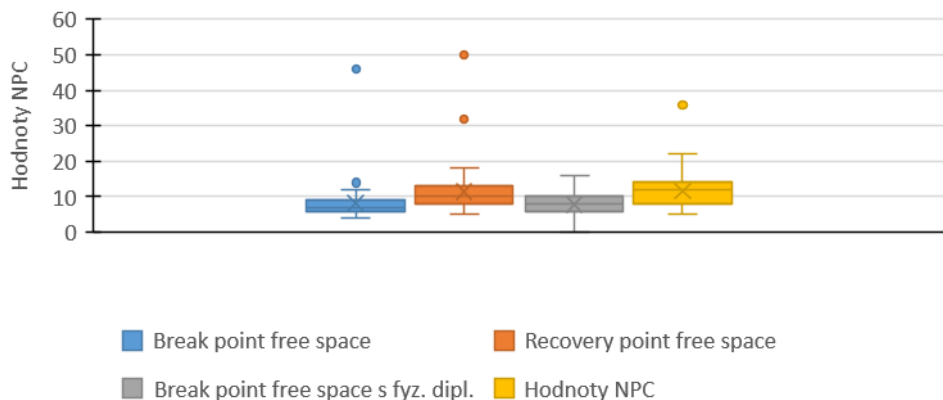 60
50
40
30
20
10
0
Hodnoty NPC
Break point free space
Recovery point free space
Break point free space s fyz. dipl.
Hodnoty NPC